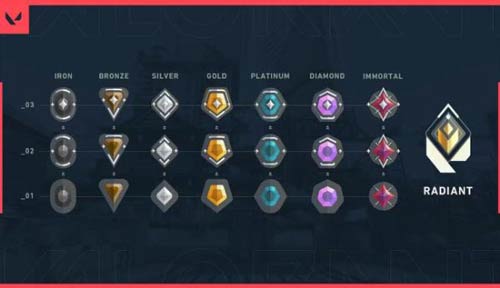 IRON BRONZE SILVER GOLD PLATINUM DIAMOND IMMORTAL
_03
_02
_01
RADIANT